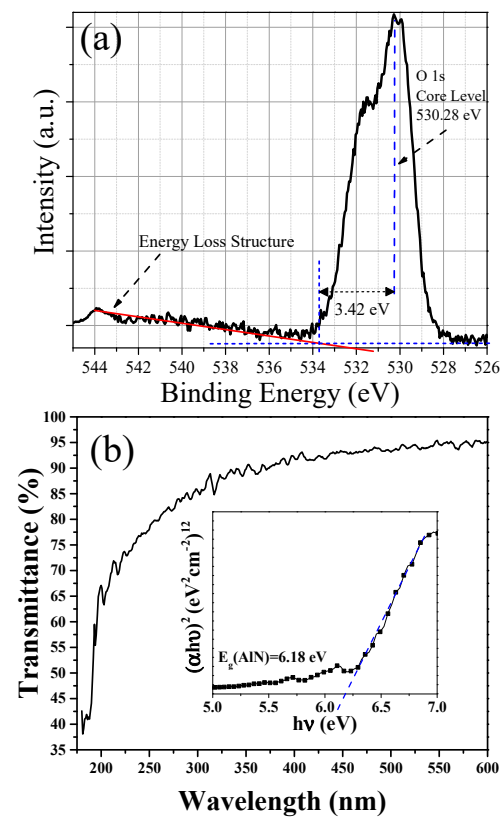 (a)
O 1s
Core Level
530.28 eV
Energy Loss Structure
3.42 eV
Intensity (a.u.)
544 542 540 538 536 534 532 530 528 526
Binding Energy (eV)
(b)
100
95
90
85
80
75
70
65
60
55
50
45
40
35
Transmittance (%)
(αhυ)² (eV²cm⁻²)¹²
E_g(AlN)=6.18 eV
5.0 5.5 6.0 6.5 7.0
hν (eV)
200 250 300 350 400 450 500 550 600
Wavelength (nm)